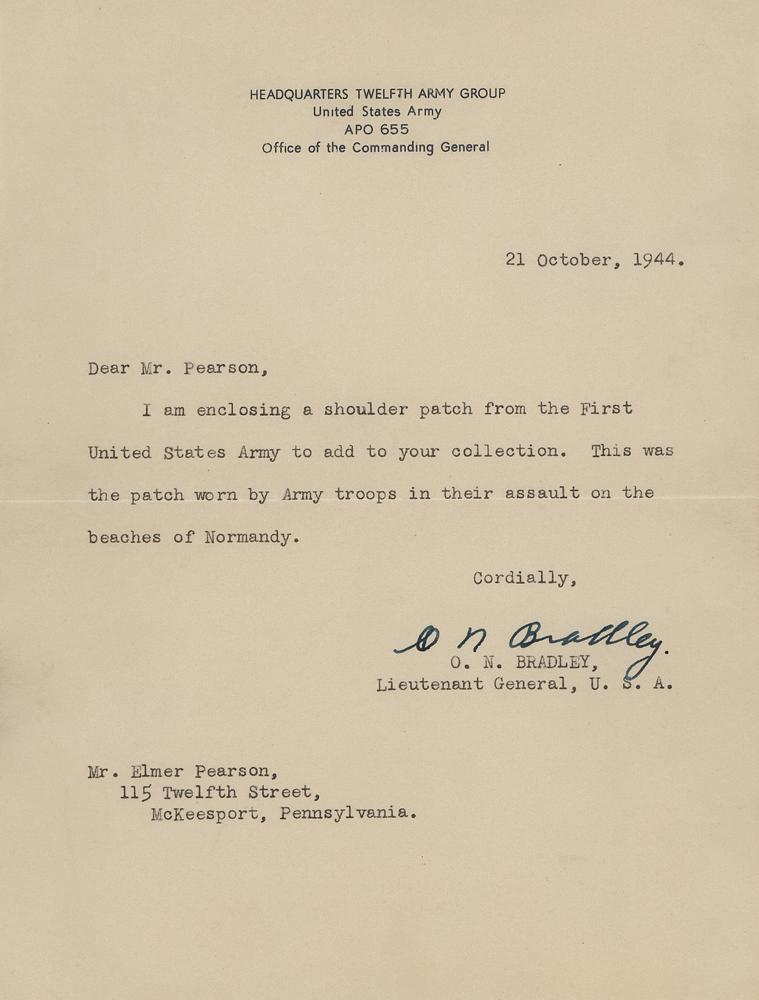 HEADQUARTERS TWELFTH ARMY GROUP
United States Army
APO 655
Office of the Commanding General
21 October, 1944.
Dear Mr. Pearson,
I am enclosing a shoulder patch from the First
United States Army to add to your collection. This was
the patch worn by Army troops in their assault on the
beaches of Normandy.
Cordially,
O N Bradley.
O. N. BRADLEY,
Lieutenant General, U. S. A.
Mr. Elmer Pearson,
115 Twelfth Street,
McKeesport, Pennsylvania.